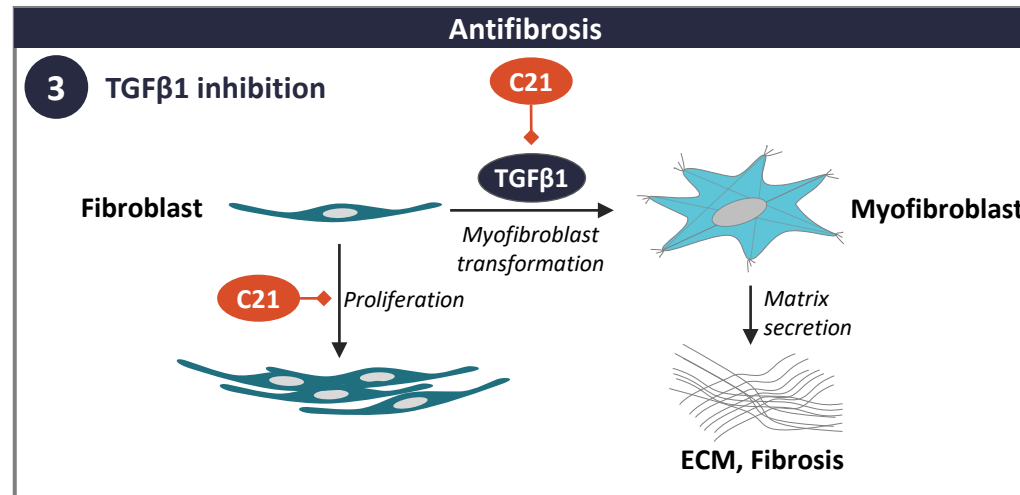 Antifibrosis
3 TGFβ1 inhibition
C21
TGFβ1
Fibroblast
Myofibroblast
Myofibroblast
transformation
C21
Proliferation
Matrix
secretion
ECM, Fibrosis